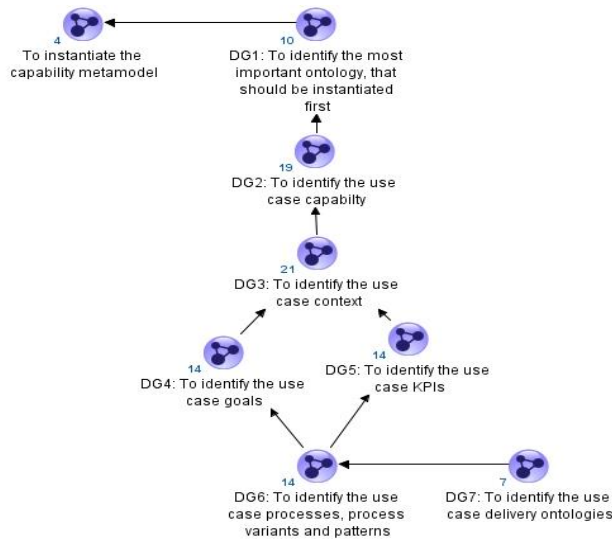 4
To instantiate the
capability metamodel
10
DG1: To identify the most
important ontology, that
should be instantiated
first
19
DG2: To identify the use
case capabilty
21
DG3: To identify the use
case context
14
DG4: To identify the use
case goals
14
DG5: To identify the use
case KPIs
14
DG6: To identify the use
case processes, process
variants and patterns
7
DG7: To identify the use
case delivery ontologies